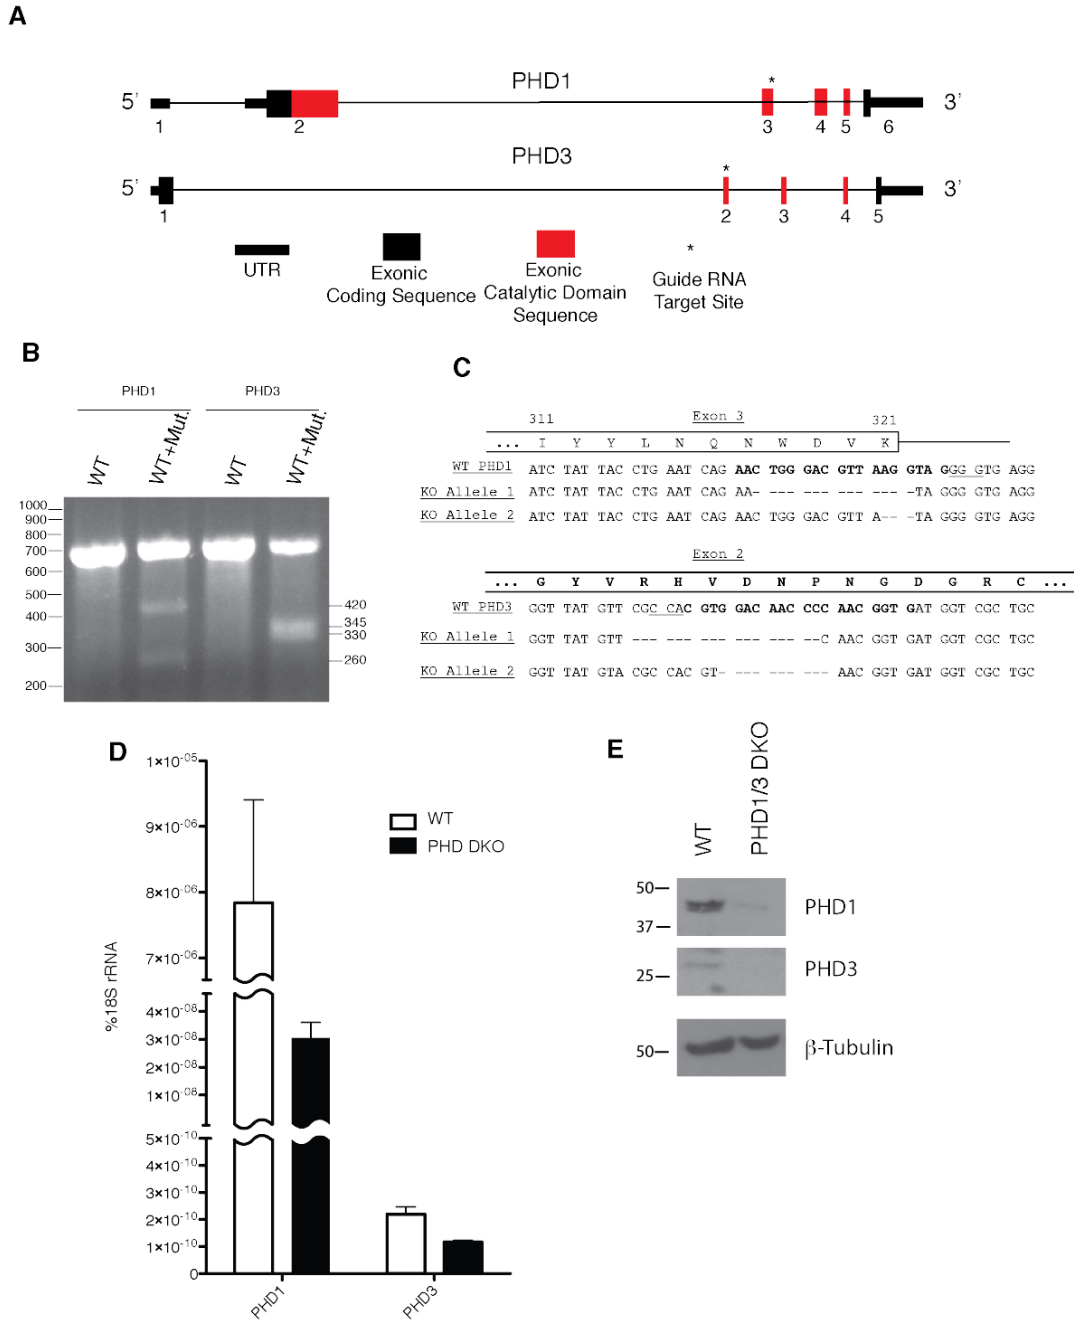 A
PHD1
*
5’
3’
1
2
3
4
5
6
PHD3
*
5’
3’
1
2
3
4
5
UTR
Exonic
Coding Sequence
Exonic
Catalytic Domain
Sequence
*
Guide RNA
Target Site
B
PHD1
PHD3
WT
WT+Mut.
WT
WT+Mut.
1000
900
800
700
600
500
400
300
200
420
345
330
260
C
311
Exon 3
321
... I Y Y L N Q N W D V K
WT PHD1 ATC TAT TAC CTG AAT CAG AAC TGG GAC GTT AAG GTA GGG GTG AGG
KO Allele 1 ATC TAT TAC CTG AAT CAG AA- --- --- --- --- -TA GGG GTG AGG
KO Allele 2 ATC TAT TAC CTG AAT CAG AAC TGG GAC GTT A-- -TA GGG GTG AGG
Exon 2
... G Y V R H V D N P N G D G R C ...
WT PHD3 GGT TAT GTT CGC CAC GTG GAC AAC CCC AAC GGT GAT GGT CGC TGC
KO Allele 1 GGT TAT GTT --- --- --- --- --- --C AAC GGT GAT GGT CGC TGC
KO Allele 2 GGT TAT GTA CGC CAC GT- --- --- --- AAC GGT GAT GGT CGC TGC
D
%18S rRNA
1×10-05
9×10-06
8×10-06
7×10-06
4×10-08
3×10-08
2×10-08
1×10-08
5×10-10
4×10-10
3×10-10
2×10-10
1×10-10
0
WT
PHD DKO
PHD1
PHD3
E
WT
PHD1/3 DKO
50
37
PHD1
25
PHD3
50
β-Tubulin